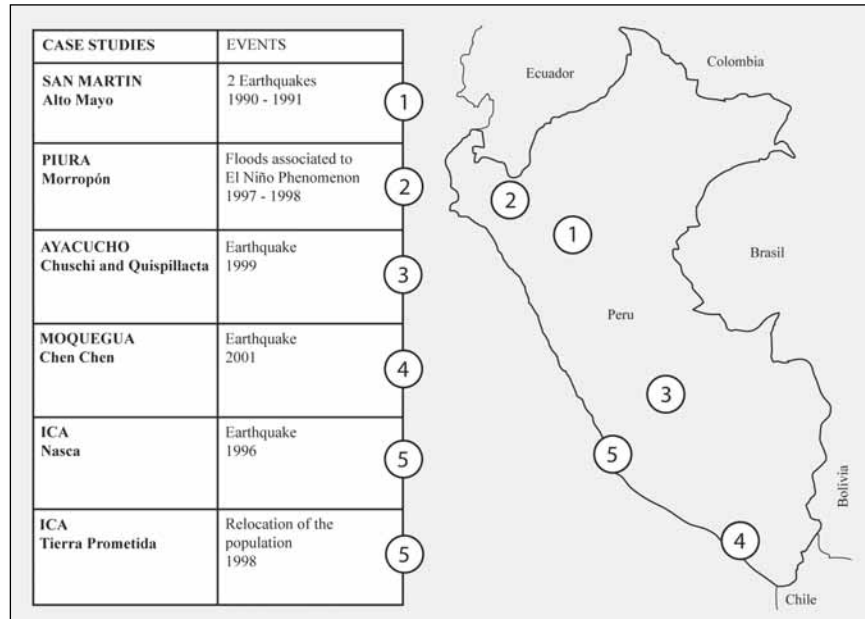 CASE STUDIES EVENTS
SAN MARTIN
Alto Mayo
2 Earthquakes
1990 - 1991
1
PIURA
Morropón
Floods associated to
El Niño Phenomenon
1997 - 1998
2
AYACUCHO
Chuschi and Quispillacta
Earthquake
1999
3
MOQUEGUA
Chen Chen
Earthquake
2001
4
ICA
Nasca
Earthquake
1996
5
ICA
Tierra Prometida
Relocation of the
population
1998
5
Ecuador
Colombia
2
1
Brasil
Peru
3
5
Bolivia
4
Chile